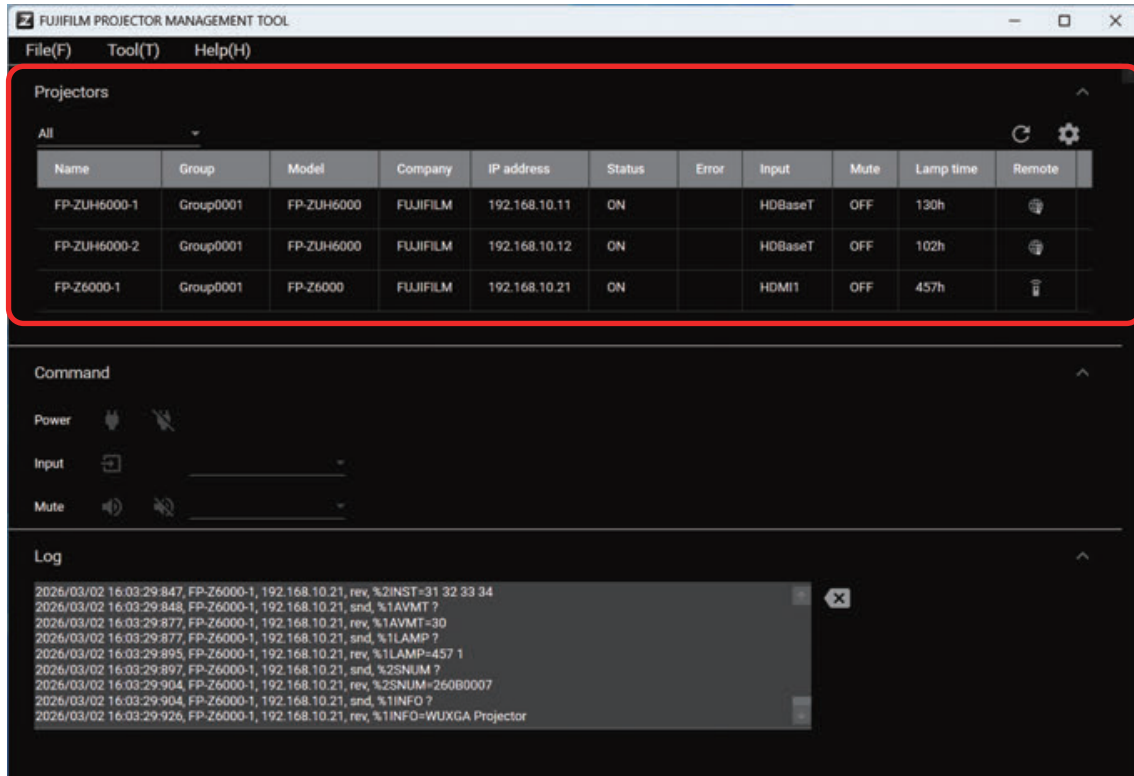 FUJIFILM PROJECTOR MANAGEMENT TOOL
File(F) Tool(T) Help(H)
Projectors
All
Name Group Model Company IP address Status Error Input Mute Lamp time Remote
FP-ZUH6000-1 Group0001 FP-ZUH6000 FUJIFILM 192.168.10.11 ON HDBaseT OFF 130h
FP-ZUH6000-2 Group0001 FP-ZUH6000 FUJIFILM 192.168.10.12 ON HDBaseT OFF 102h
FP-Z6000-1 Group0001 FP-Z6000 FUJIFILM 192.168.10.21 ON HDMI1 OFF 457h
Command
Power
Input
Mute
Log
2026/03/02 16:03:29:847, FP-Z6000-1, 192.168.10.21, rev, %2INST=31 32 33 34
2026/03/02 16:03:29:848, FP-Z6000-1, 192.168.10.21, snd, %1AVMT ?
2026/03/02 16:03:29:877, FP-Z6000-1, 192.168.10.21, rev, %1AVMT=30
2026/03/02 16:03:29:877, FP-Z6000-1, 192.168.10.21, snd, %1LAMP ?
2026/03/02 16:03:29:895, FP-Z6000-1, 192.168.10.21, rev, %1LAMP=457 1
2026/03/02 16:03:29:897, FP-Z6000-1, 192.168.10.21, snd, %2SNUM ?
2026/03/02 16:03:29:904, FP-Z6000-1, 192.168.10.21, rev, %2SNUM=260B0007
2026/03/02 16:03:29:904, FP-Z6000-1, 192.168.10.21, snd, %1INFO ?
2026/03/02 16:03:29:926, FP-Z6000-1, 192.168.10.21, rev, %1INFO=WUXGA Projector